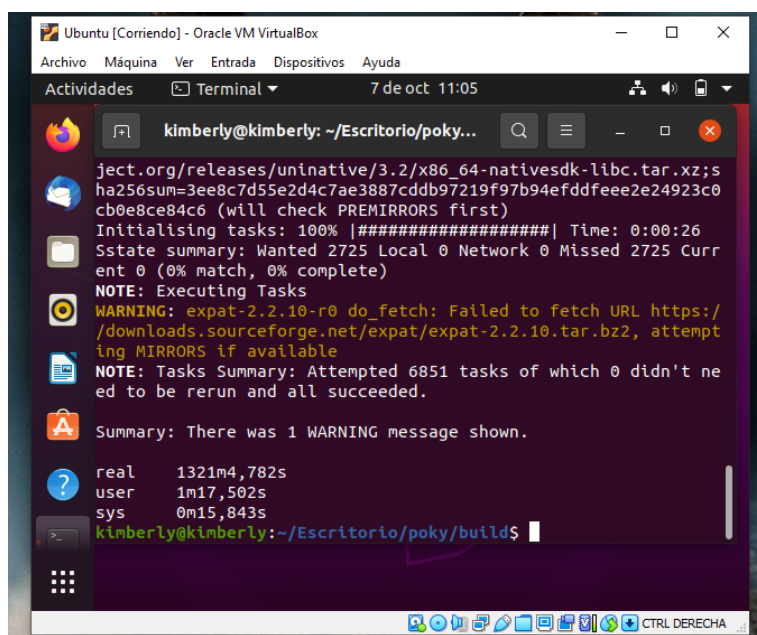 Ubuntu [Corriendo] - Oracle VM VirtualBox
Archivo Máquina Ver Entrada Dispositivos Ayuda
Actividades Terminal 7 de oct 11:05
kimberly@kimberly: ~/Escritorio/poky...
ject.org/releases/uninative/3.2/x86_64-nativesdk-libc.tar.xz;s
ha256sum=3ee8c7d55e2d4c7ae3887cddb97219f97b94efddfeee2e24923c0
cb0e8ce84c6 (will check PREMIRRORS first)
Initialising tasks: 100% |###################| Time: 0:00:26
Sstate summary: Wanted 2725 Local 0 Network 0 Missed 2725 Curr
ent 0 (0% match, 0% complete)
NOTE: Executing Tasks
WARNING: expat-2.2.10-r0 do_fetch: Failed to fetch URL https:/
/downloads.sourceforge.net/expat/expat-2.2.10.tar.bz2, attempt
ing MIRRORS if available
NOTE: Tasks Summary: Attempted 6851 tasks of which 0 didn't ne
ed to be rerun and all succeeded.
Summary: There was 1 WARNING message shown.
real 1321m4,782s
user 1m17,502s
sys 0m15,843s
kimberly@kimberly:~/Escritorio/poky/build$
CTRL DERECHA